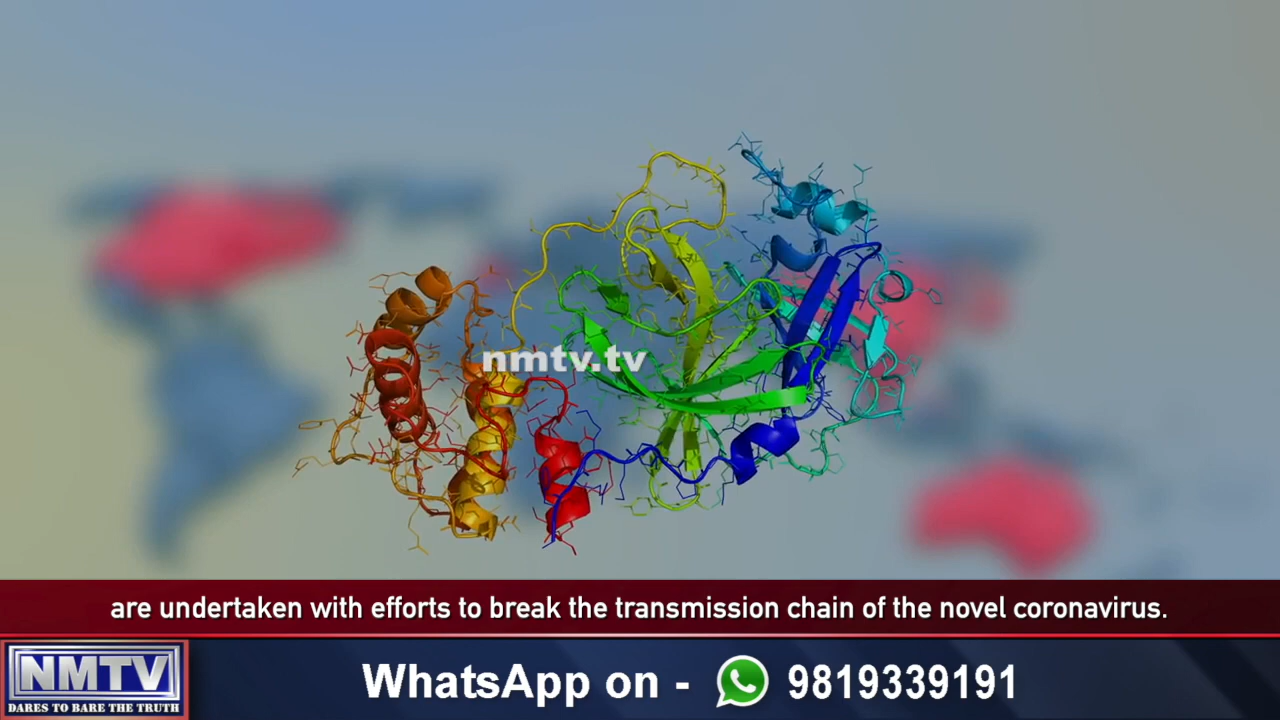 nmtv.tv
are undertaken with efforts to break the transmission chain of the novel coronavirus.
NMTV
DARES TO BARE THE TRUTH
WhatsApp on - 9819339191